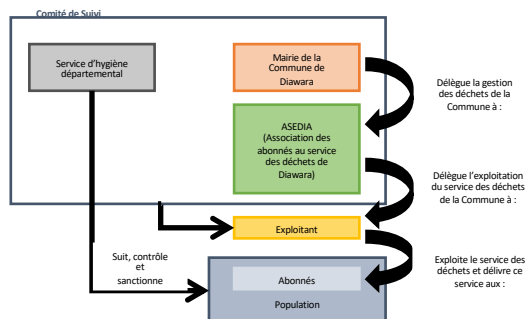 Comité de Suivi
Service d'hygiène
départemental
Mairie de la
Commune de
Diawara
Délègue la gestion
des déchets de la
Commune à :
ASEDIA
(Association des
abonnés au service
des déchets de
Diawara)
Délègue l'exploitation
du service des déchets
de la Commune à :
Exploitant
Suit, contrôle
et
sanctionne
Exploite le service des
déchets et délivre ce
service aux :
Abonnés
Population